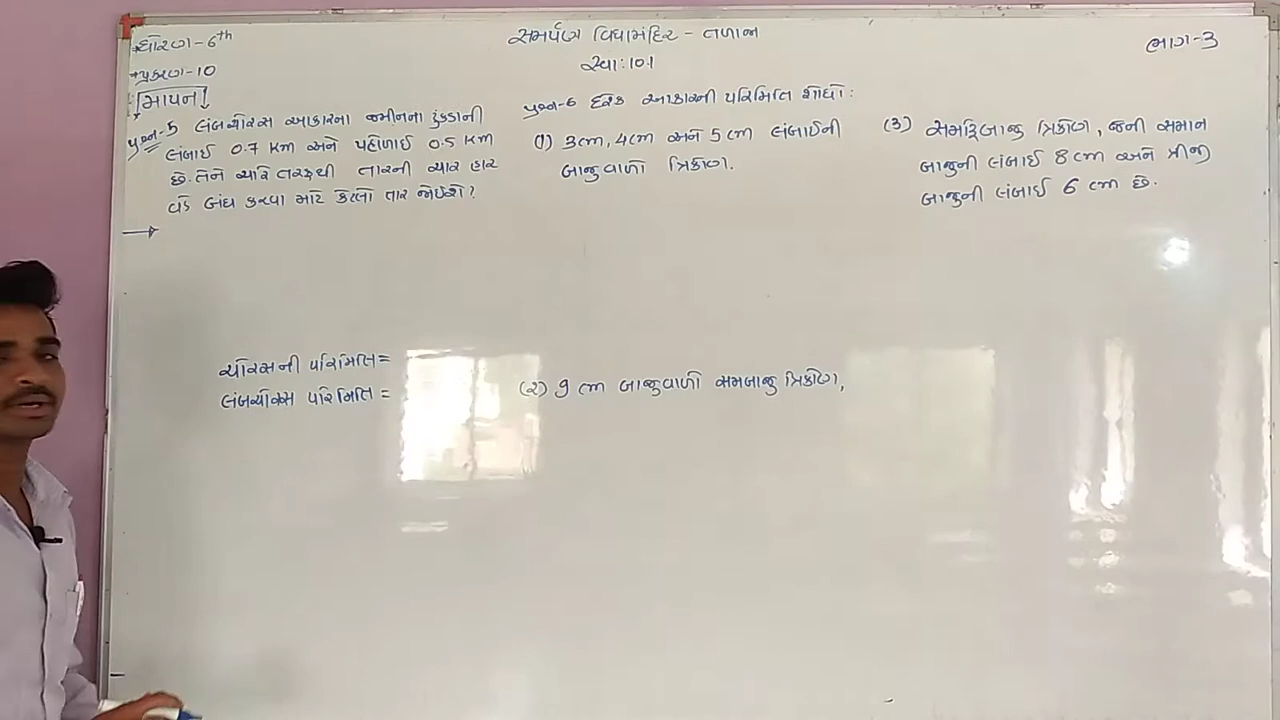 →ધોરણ-6th
→પ્રકરણ-10
[માપન]
સમર્પણ વિદ્યામંદિર - તળાજા
સ્વા:10.1
ભાગ-3
પ્રશ્ન-5 લંબચોરસ આકારના જમીનના ટુંકડાની
લંબાઈ 0.7 Km અને પહોળાઈ 0.5 Km
છે. તેને ચારે તરફથી તારની ચાર હાર
વડે બંધ કરવા માટે કેટલો તાર જોઈશે?
→
ચોરસની પરિમિતિ=
લંબચોરસ પરિમિતિ =
પ્રશ્ન-6 દરેક આકારની પરિમિતિ શોધો:
(1) 3cm, 4cm અને 5 cm લંબાઈની
બાજુવાળો ત્રિકોણ.
(૨) 9 cm બાજુવાળો સમબાજુ ત્રિકોણ,
(3) સમદ્વિબાજુ ત્રિકોણ, જેની સમાન
બાજુની લંબાઈ 8 cm અને ત્રીજી
બાજુની લંબાઈ 6 cm છે.